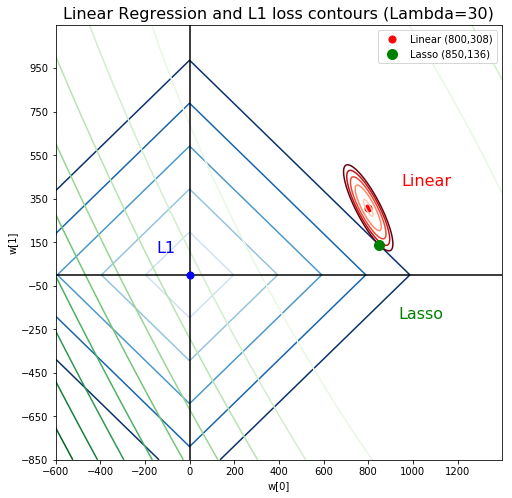 Linear Regression and L1 loss contours (Lambda=30)
Linear (800,308)
Lasso (850,136)
950
750
550
350
150
−50
−250
−450
−650
−850
w[1]
Linear
L1
Lasso
−600 −400 −200 0 200 400 600 800 1000 1200
w[0]